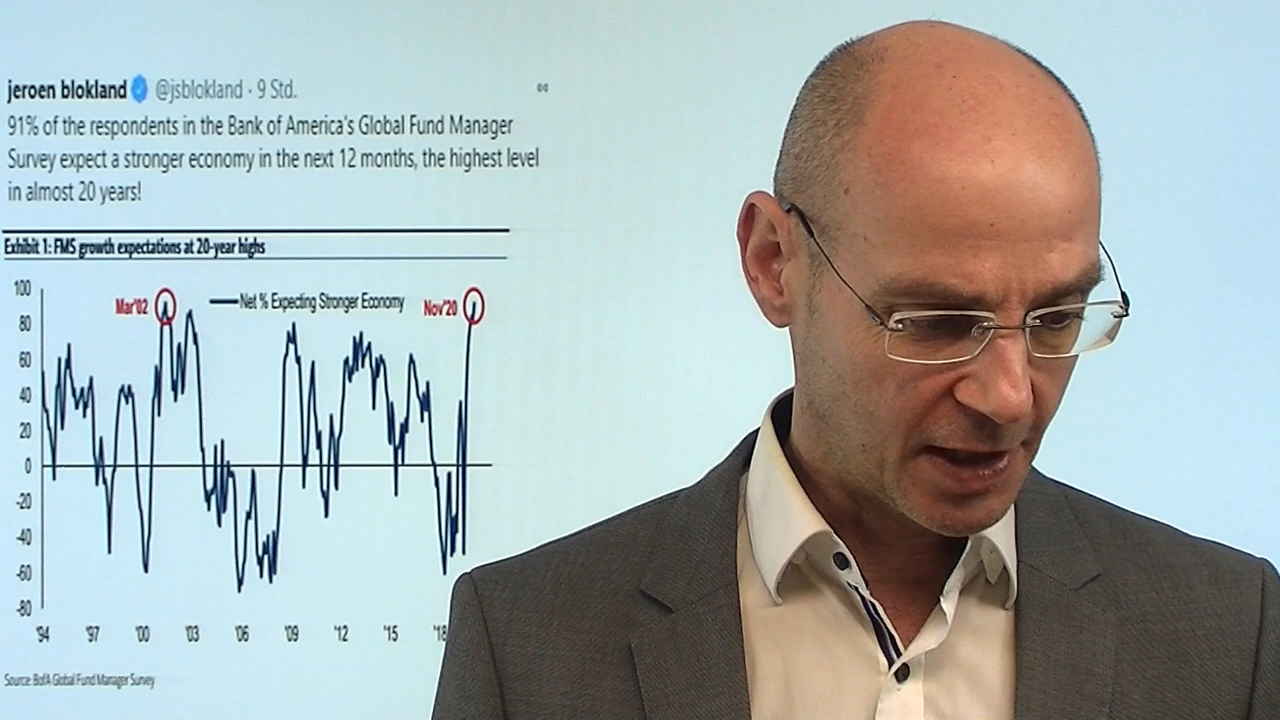 jeroen blokland @jsblokland · 9 Std.
91% of the respondents in the Bank of America's Global Fund Manager
Survey expect a stronger economy in the next 12 months, the highest level
in almost 20 years!
Exhibit 1: FMS growth expectations at 20-year highs
Mar'02
Net % Expecting Stronger Economy
Nov'20
100
80
60
40
20
0
-20
-40
-60
-80
'94 '97 '00 '03 '06 '09 '12 '15 '18
Source: BofA Global Fund Manager Survey